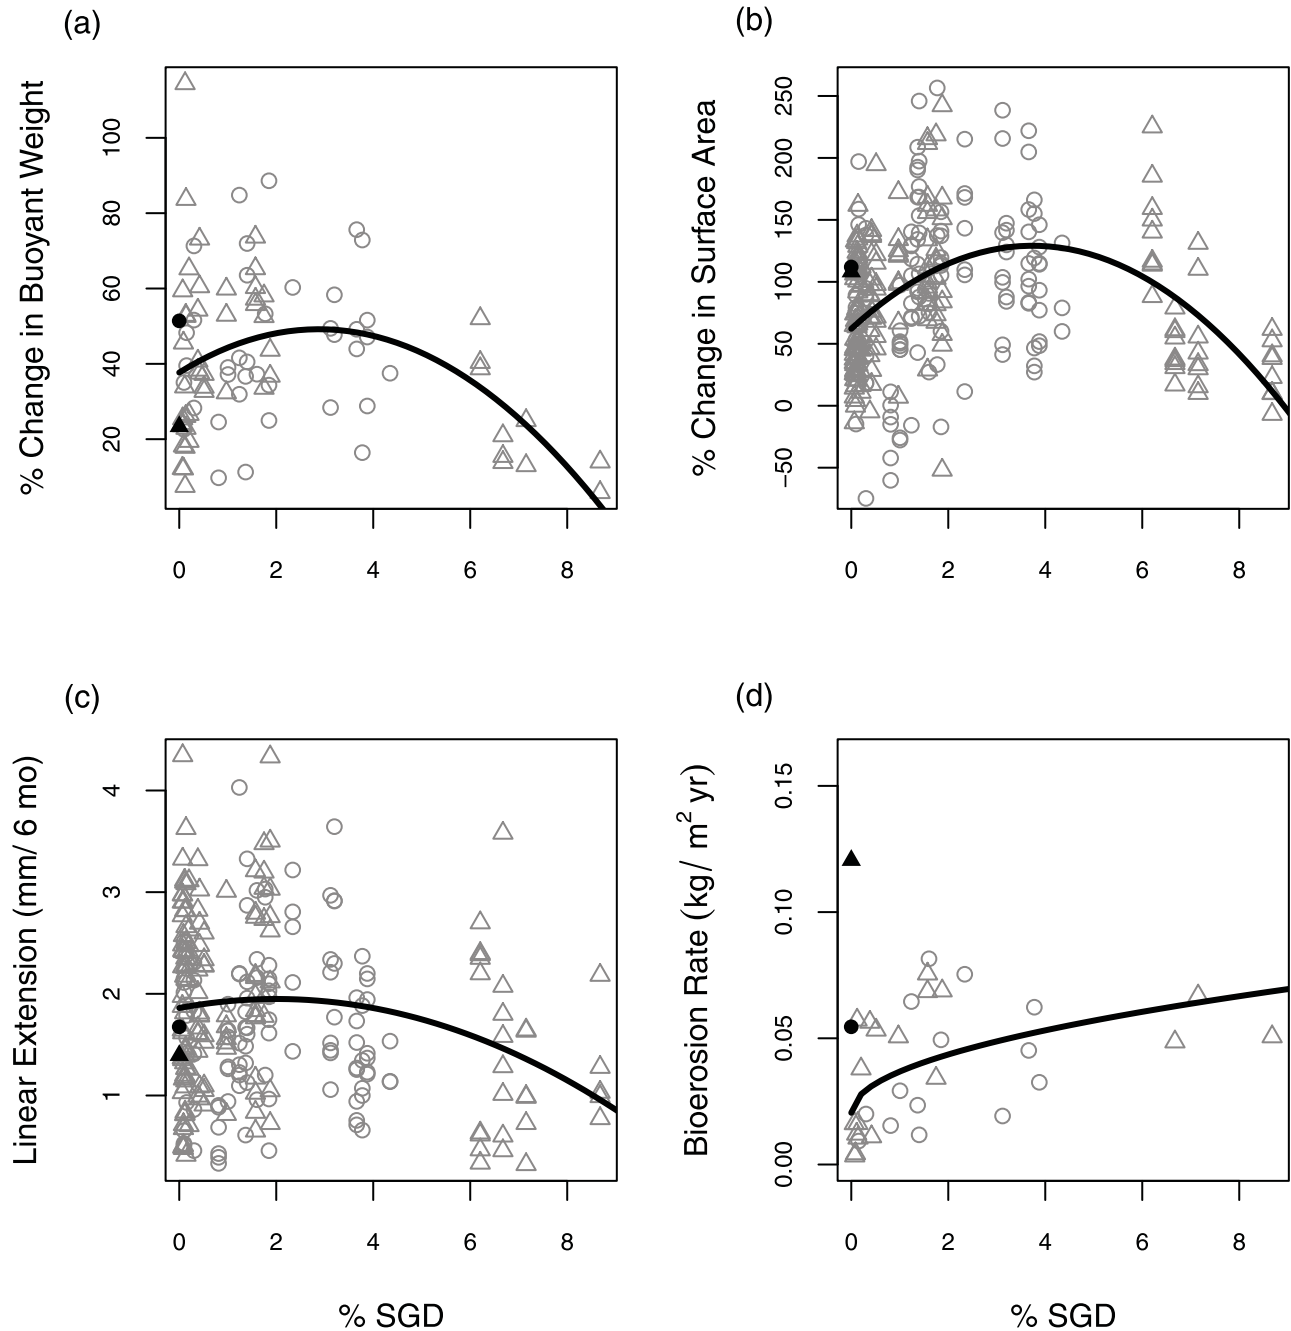 (a)
% Change in Buoyant Weight
20 40 60 80 100
0 2 4 6 8
(b)
% Change in Surface Area
−50 0 50 100 150 200 250
0 2 4 6 8
(c)
Linear Extension (mm/ 6 mo)
1 2 3 4
0 2 4 6 8
% SGD
(d)
Bioerosion Rate (kg/ m² yr)
0.00 0.05 0.10 0.15
0 2 4 6 8
% SGD